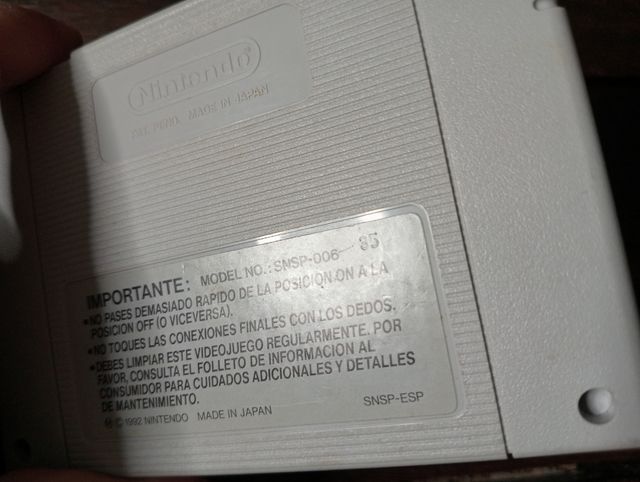 Nintendo®
PAT. PEND. MADE IN JAPAN
IMPORTANTE: MODEL NO.: SNSP-006 85
•NO PASES DEMASIADO RAPIDO DE LA POSICION ON A LA
POSICION OFF (O VICEVERSA).
•NO TOQUES LAS CONEXIONES FINALES CON LOS DEDOS.
•DEBES LIMPIAR ESTE VIDEOJUEGO REGULARMENTE. POR
FAVOR, CONSULTA EL FOLLETO DE INFORMACION AL
CONSUMIDOR PARA CUIDADOS ADICIONALES Y DETALLES
DE MANTENIMIENTO.
Ⓜ © 1992 NINTENDO MADE IN JAPAN SNSP-ESP